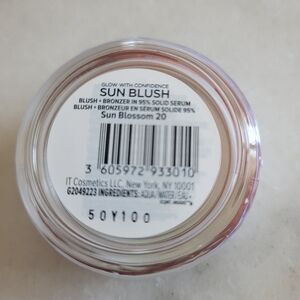 GLOW WITH CONFIDENCE
SUN BLUSH
BLUSH + BRONZER IN 95% SOLID SERUM
BLUSH + BRONZEUR EN SÉRUM SOLIDE 95%
Sun Blossom 20
3 605972 933010
IT Cosmetics LLC, New York, NY 10001
G2049223 INGREDIENTS: AQUA / WATER / EAU •
50Y100